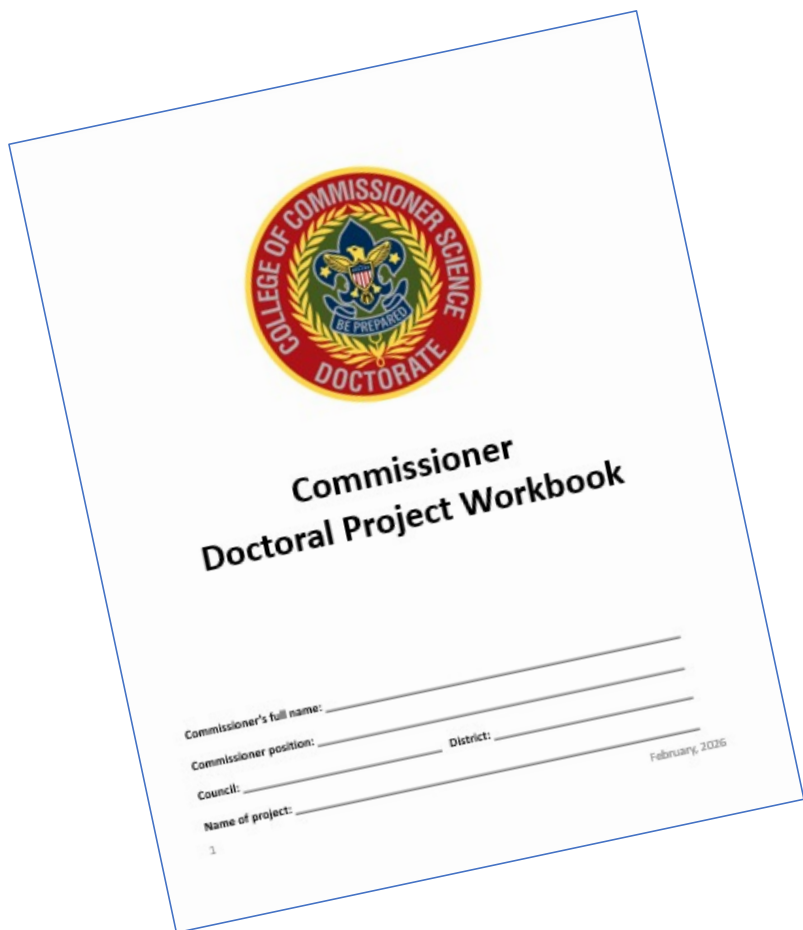 COLLEGE OF COMMISSIONER SCIENCE
BE PREPARED
DOCTORATE
Commissioner
Doctoral Project Workbook
Commissioner's full name:
Commissioner position:
Council: District:
Name of project:
February, 2026
1